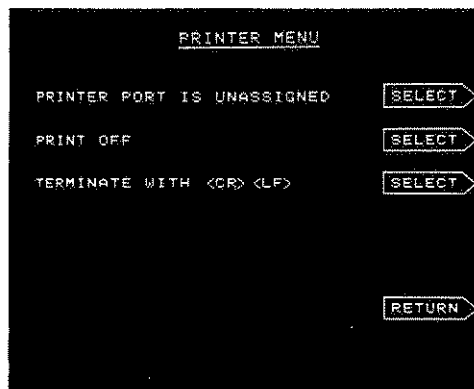 PRINTER MENU
PRINTER PORT IS UNASSIGNED SELECT
PRINT OFF SELECT
TERMINATE WITH <CR> <LF> SELECT
RETURN